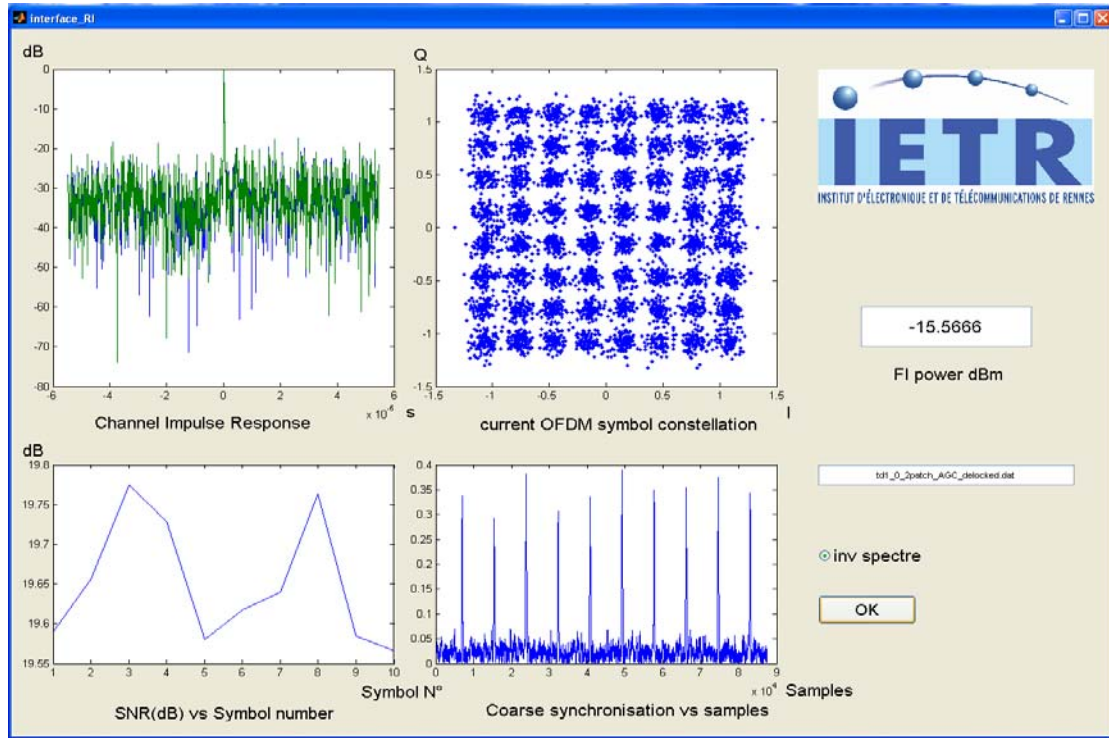 interface_RI
dB
0
-10
-20
-30
-40
-50
-60
-70
-80
-6 -4 -2 0 2 4 6
x 10^-6
s
Channel Impulse Response
Q
1.5
1
0.5
0
-0.5
-1
-1.5
-1.5 -1 -0.5 0 0.5 1 1.5
I
current OFDM symbol constellation
IETR
INSTITUT D'ÉLECTRONIQUE ET DE TÉLÉCOMMUNICATIONS DE RENNES
-15.5666
FI power dBm
dB
19.8
19.75
19.7
19.65
19.6
19.55
1 2 3 4 5 6 7 8 9 10
Symbol N°
SNR(dB) vs Symbol number
0.4
0.35
0.3
0.25
0.2
0.15
0.1
0.05
0
0 1 2 3 4 5 6 7 8 9
x 10^4
Samples
Coarse synchronisation vs samples
td1_0_2patch_AGC_delocked.dat
inv spectre
OK